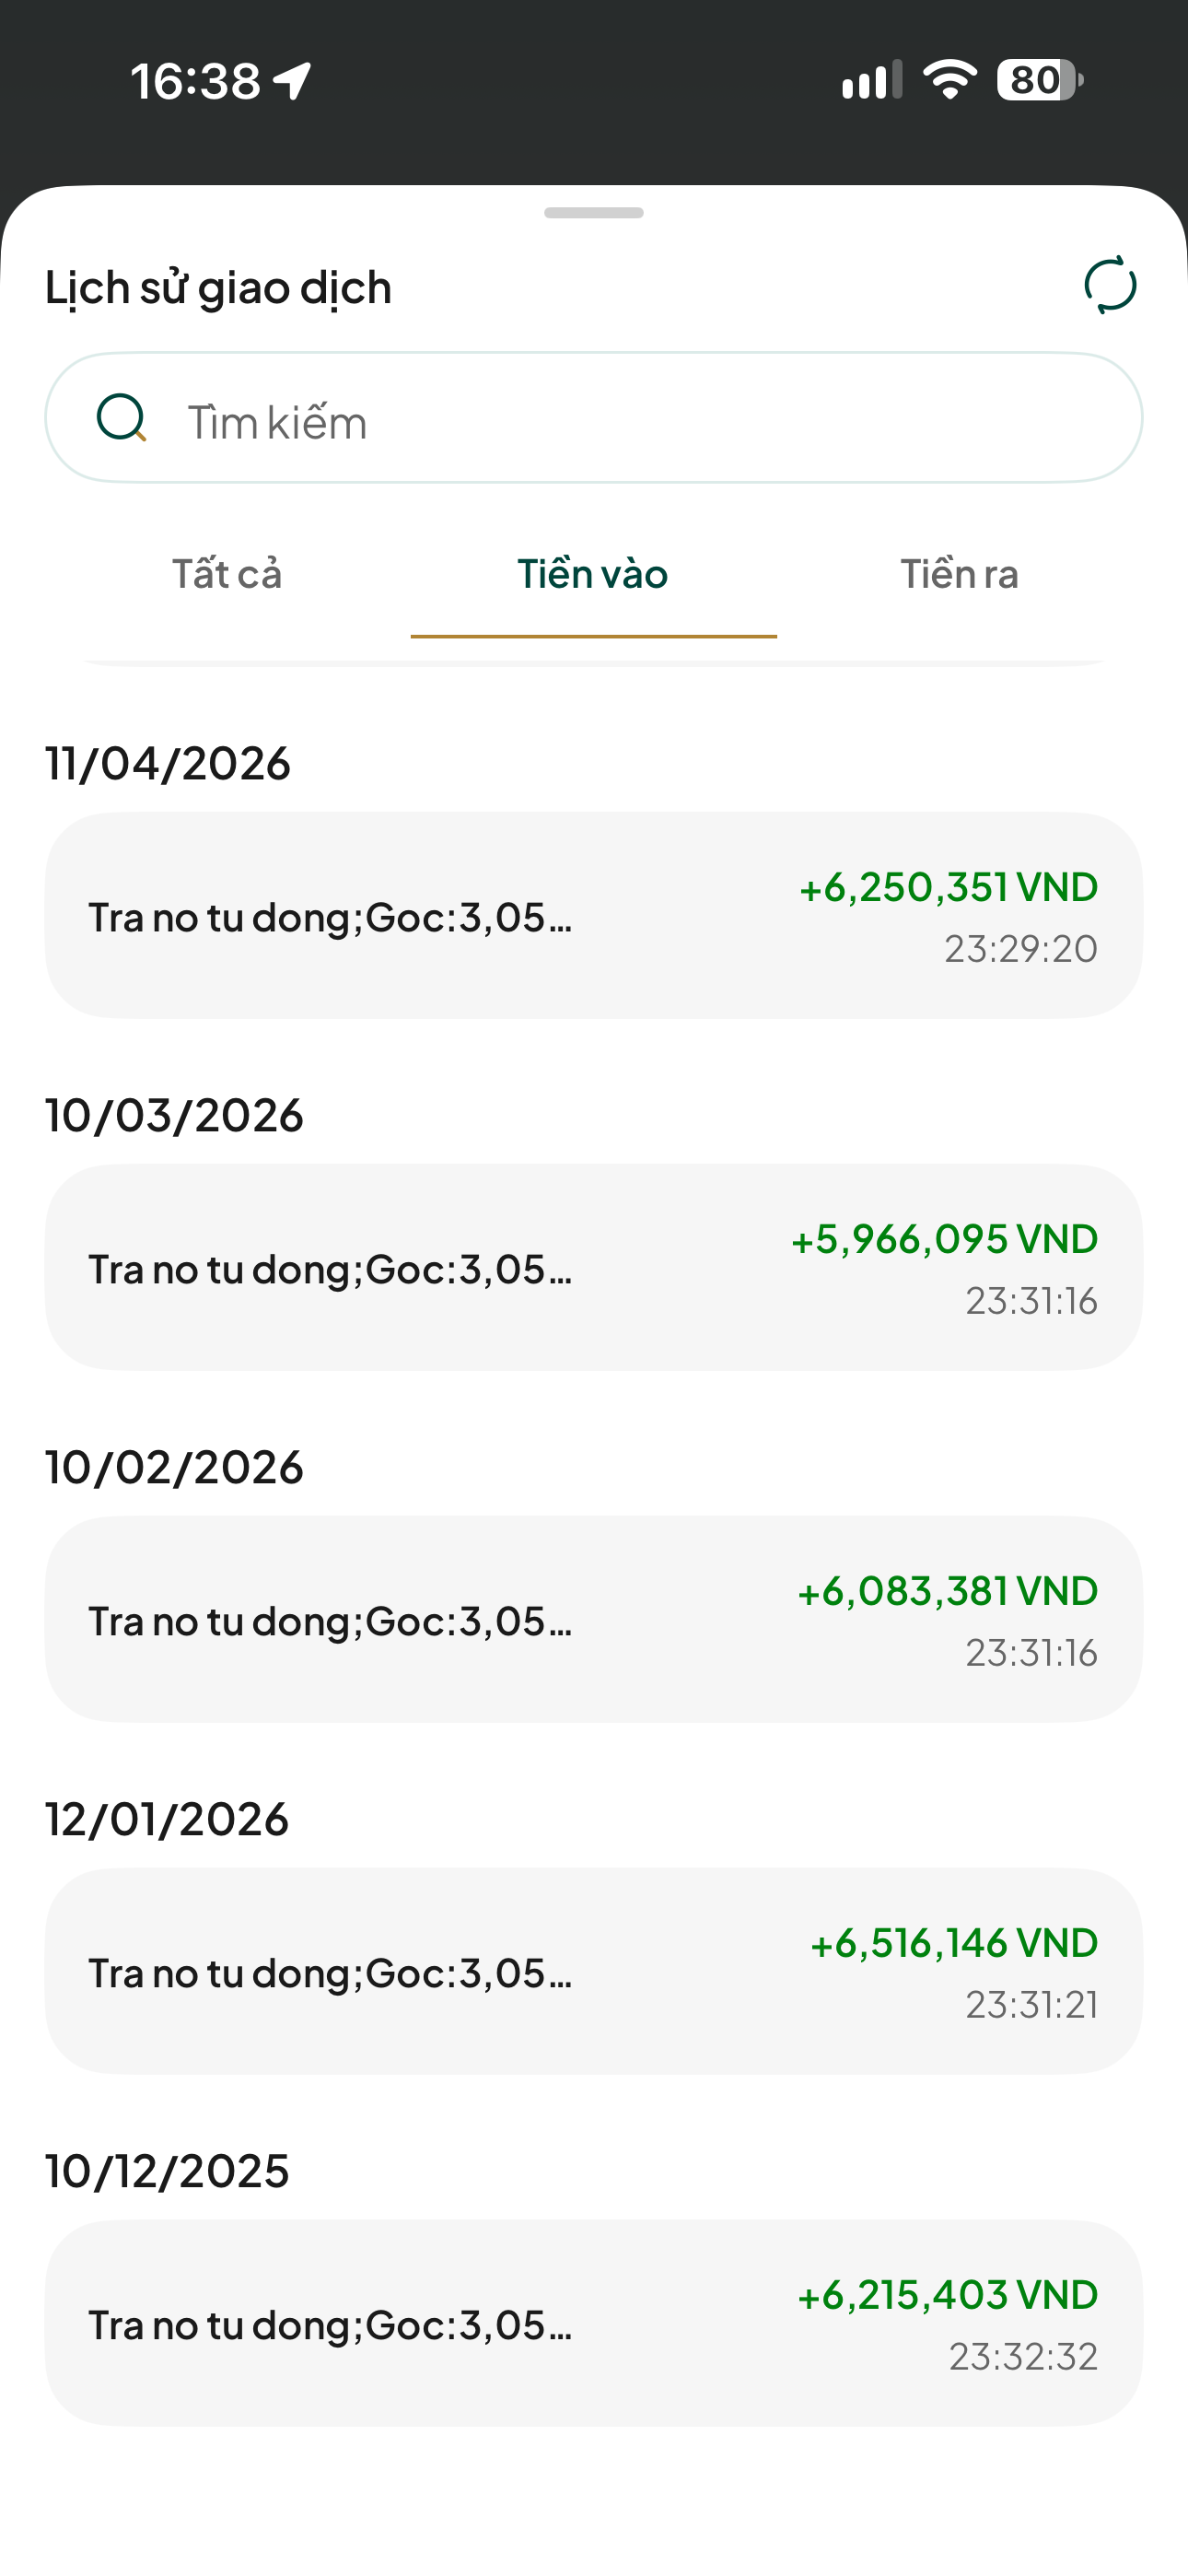 16:38
80
Lịch sử giao dịch
Tìm kiếm
Tất cả Tiền vào Tiền ra
11/04/2026
Tra no tu dong;Goc:3,05... +6,250,351 VND
23:29:20
10/03/2026
Tra no tu dong;Goc:3,05... +5,966,095 VND
23:31:16
10/02/2026
Tra no tu dong;Goc:3,05... +6,083,381 VND
23:31:16
12/01/2026
Tra no tu dong;Goc:3,05... +6,516,146 VND
23:31:21
10/12/2025
Tra no tu dong;Goc:3,05... +6,215,403 VND
23:32:32